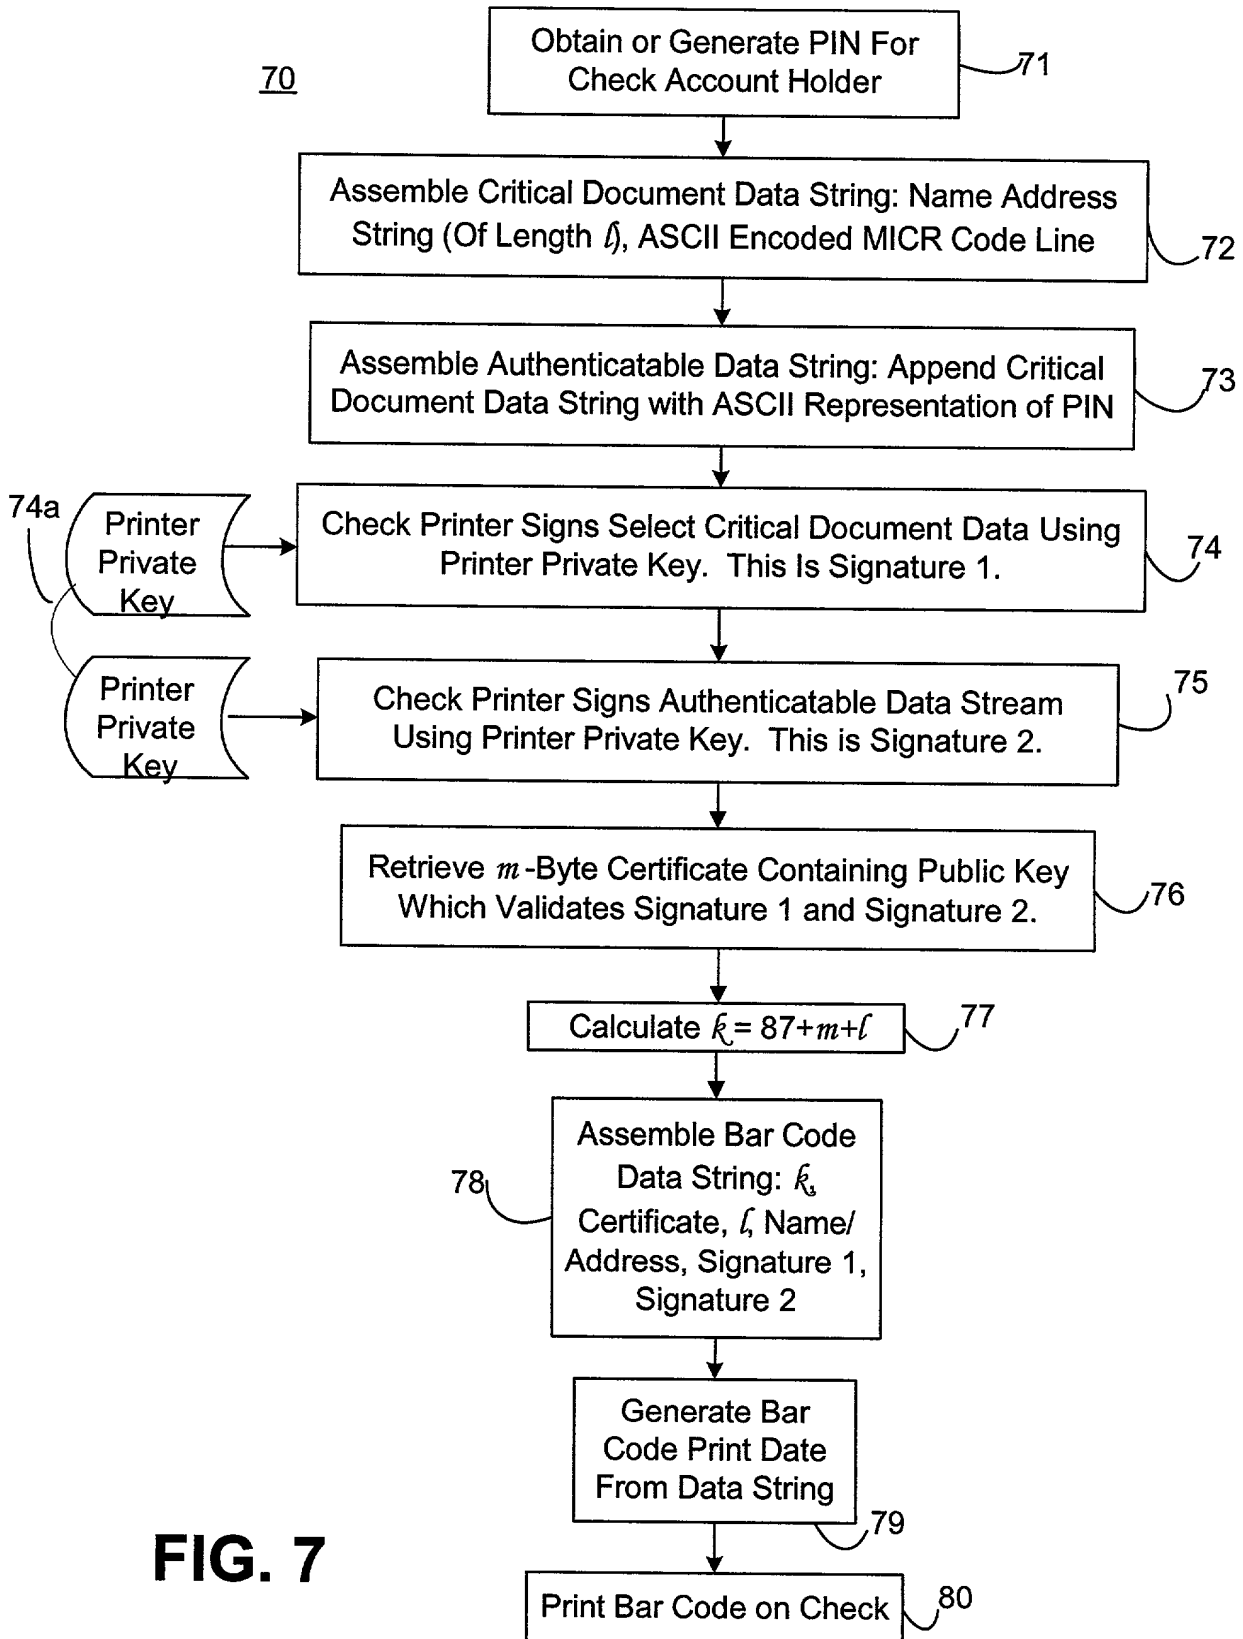 70
Obtain or Generate PIN For
Check Account Holder
71
Assemble Critical Document Data String: Name Address
String (Of Length l), ASCII Encoded MICR Code Line
72
Assemble Authenticatable Data String: Append Critical
Document Data String with ASCII Representation of PIN
73
74a
Printer
Private
Key
Check Printer Signs Select Critical Document Data Using
Printer Private Key. This Is Signature 1.
74
Printer
Private
Key
Check Printer Signs Authenticatable Data Stream
Using Printer Private Key. This is Signature 2.
75
Retrieve m-Byte Certificate Containing Public Key
Which Validates Signature 1 and Signature 2.
76
Calculate k = 87+m+l
77
78
Assemble Bar Code
Data String: k,
Certificate, l, Name/
Address, Signature 1,
Signature 2
Generate Bar
Code Print Date
From Data String
79
Print Bar Code on Check
80
FIG. 7